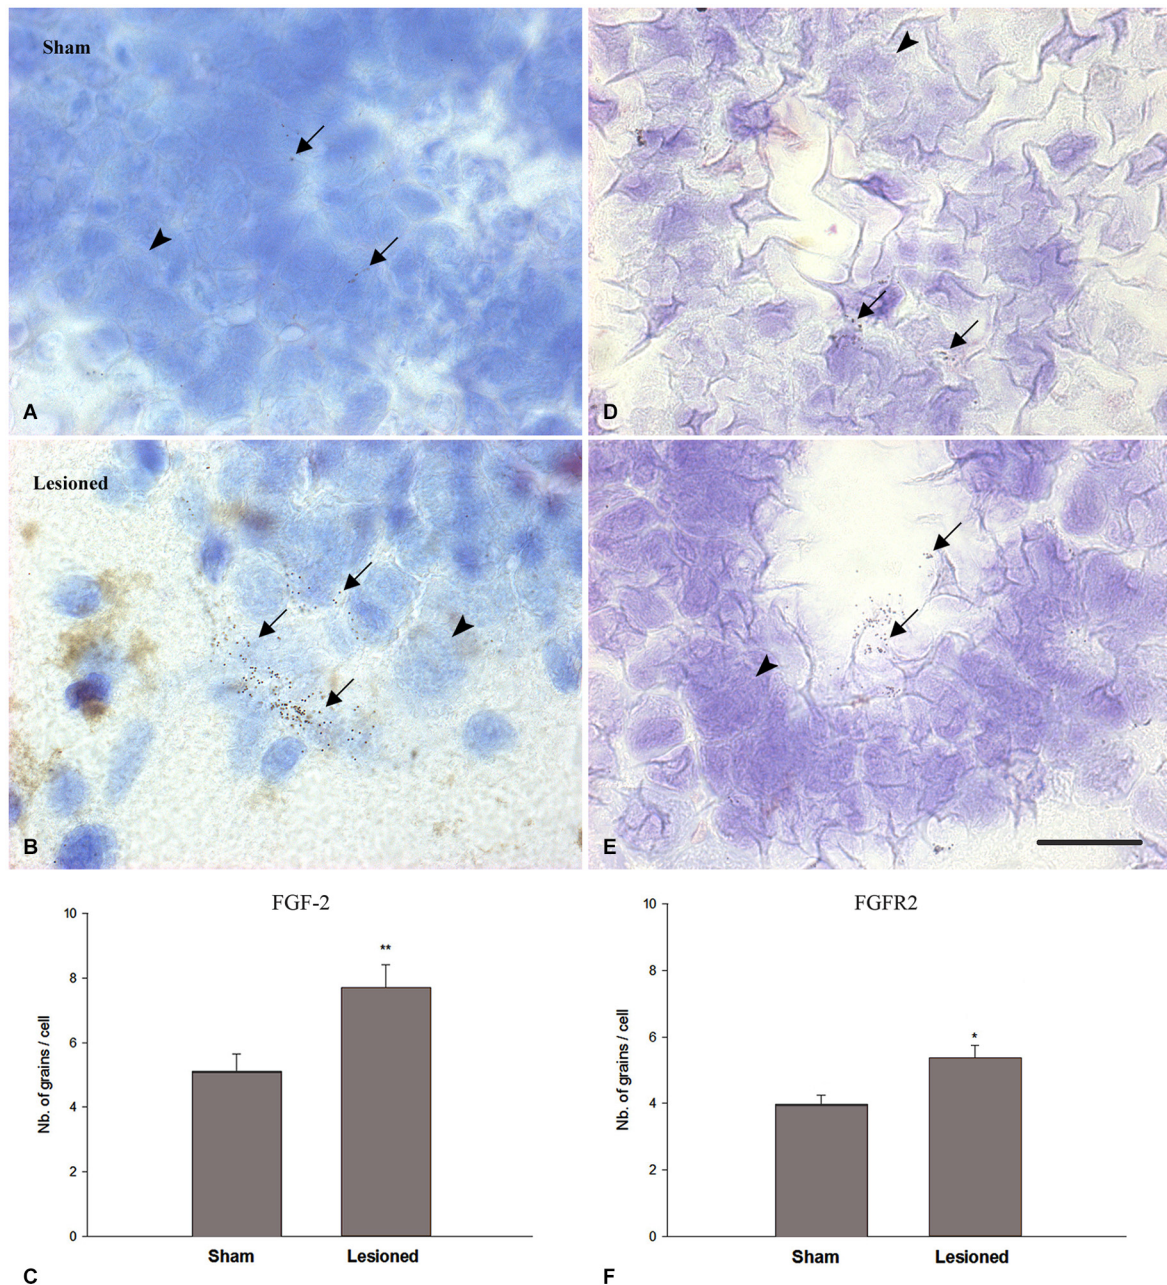 Sham
A
D
Lesioned
B
E
FGF-2
10
8
6
4
2
0
Nb. of grains / cell
**
Sham
Lesioned
C
FGFR2
10
8
6
4
2
0
Nb. of grains / cell
*
Sham
Lesioned
F